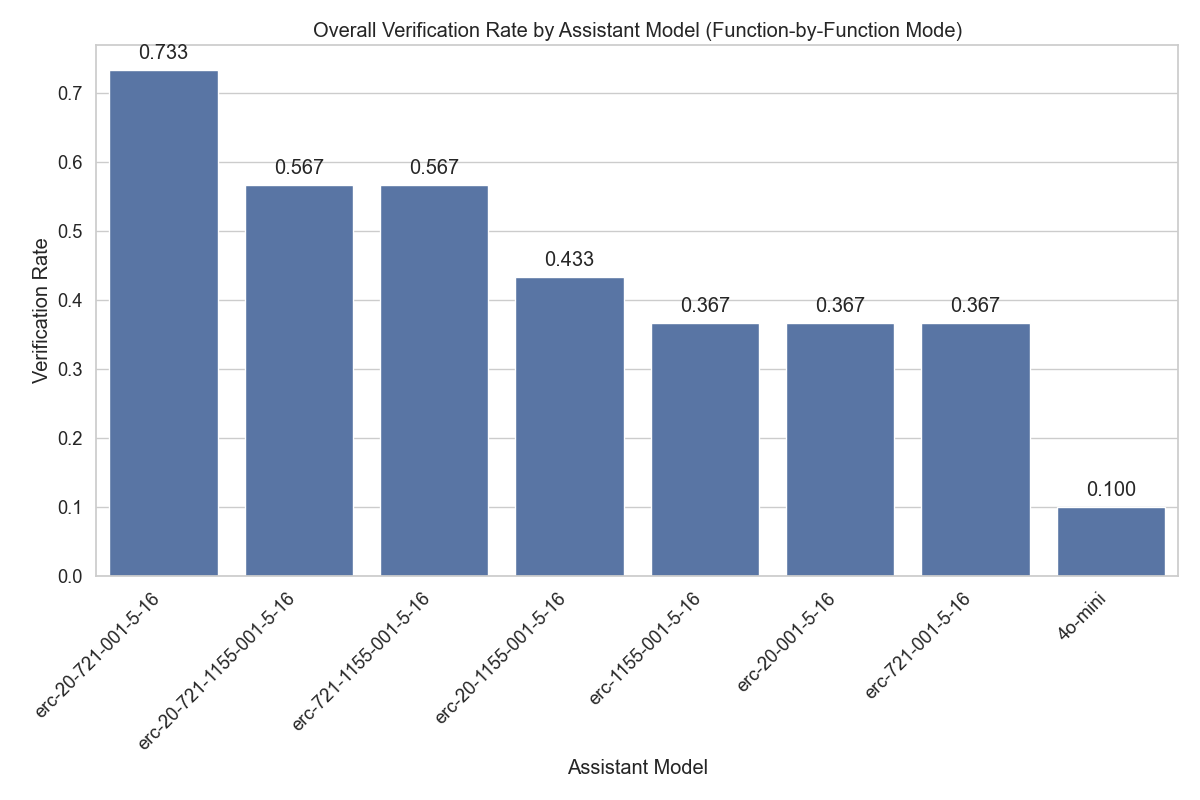 Overall Verification Rate by Assistant Model (Function-by-Function Mode)
0.733
0.567
0.567
0.433
0.367
0.367
0.367
0.100
0.7
0.6
0.5
0.4
0.3
0.2
0.1
0.0
Verification Rate
erc-20-721-001-5-16
erc-20-721-1155-001-5-16
erc-721-1155-001-5-16
erc-20-1155-001-5-16
erc-1155-001-5-16
erc-20-001-5-16
erc-721-001-5-16
4o-mini
Assistant Model